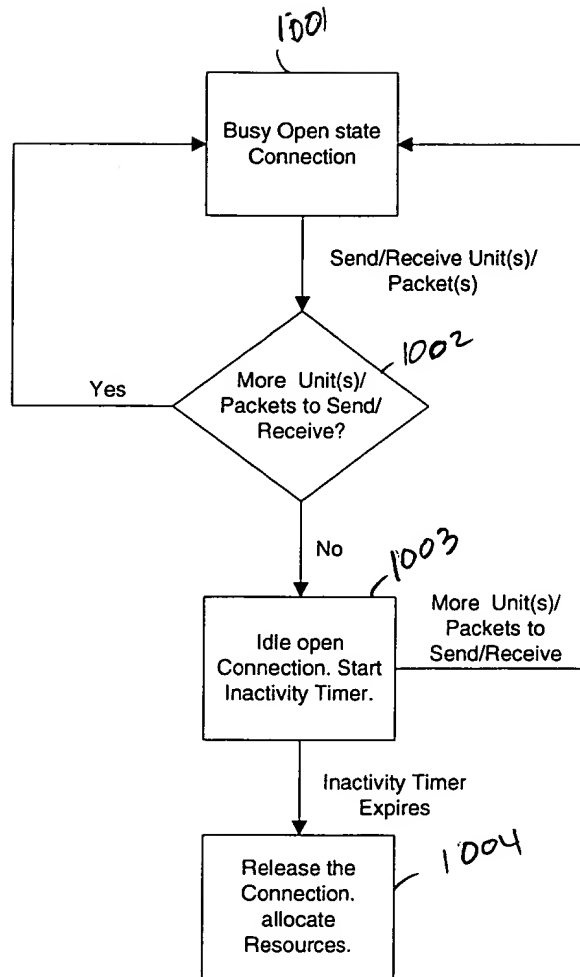 1001
Busy Open state
Connection
Send/Receive Unit(s)/
Packet(s)
1002
Yes
More Unit(s)/
Packets to Send/
Receive?
No
1003
Idle open
Connection. Start
Inactivity Timer.
More Unit(s)/
Packets to
Send/Receive
Inactivity Timer
Expires
1004
Release the
Connection.
allocate
Resources.